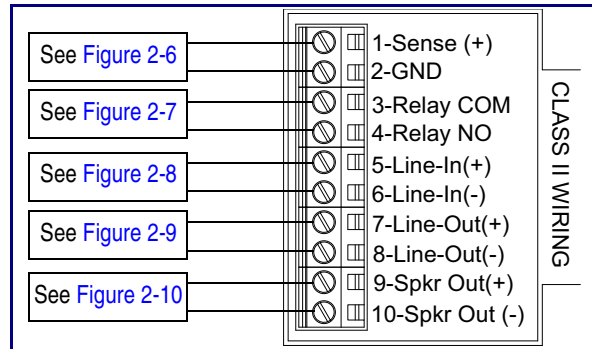 See Figure 2-6
See Figure 2-7
See Figure 2-8
See Figure 2-9
See Figure 2-10
1-Sense (+)
2-GND
3-Relay COM
4-Relay NO
5-Line-In(+)
6-Line-In(-)
7-Line-Out(+)
8-Line-Out(-)
9-Spkr Out(+)
10-Spkr Out (-)
CLASS II WIRING